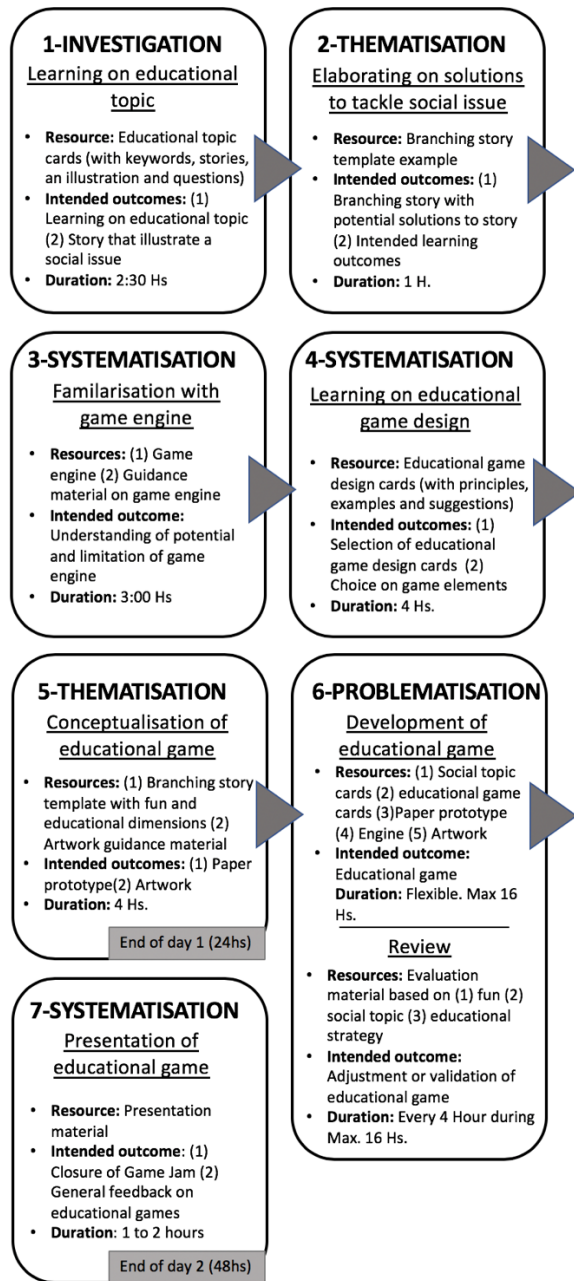 1-INVESTIGATION
Learning on educational
topic
• Resource: Educational topic
cards (with keywords, stories,
an illustration and questions)
• Intended outcomes: (1)
Learning on educational topic
(2) Story that illustrate a
social issue
• Duration: 2:30 Hs
2-THEMATISATION
Elaborating on solutions
to tackle social issue
• Resource: Branching story
template example
• Intended outcomes: (1)
Branching story with
potential solutions to story
(2) Intended learning
outcomes
• Duration: 1 H.
3-SYSTEMATISATION
Familarisation with
game engine
• Resources: (1) Game
engine (2) Guidance
material on game engine
• Intended outcome:
Understanding of potential
and limitation of game
engine
• Duration: 3:00 Hs
4-SYSTEMATISATION
Learning on educational
game design
• Resource: Educational game
design cards (with principles,
examples and suggestions)
• Intended outcomes: (1)
Selection of educational
game design cards (2)
Choice on game elements
• Duration: 4 Hs.
5-THEMATISATION
Conceptualisation of
educational game
• Resources: (1) Branching story
template with fun and
educational dimensions (2)
Artwork guidance material
• Intended outcomes: (1) Paper
prototype(2) Artwork
• Duration: 4 Hs.
End of day 1 (24hs)
6-PROBLEMATISATION
Development of
educational game
• Resources: (1) Social topic
cards (2) educational game
cards (3)Paper prototype
(4) Engine (5) Artwork
• Intended outcome:
Educational game
Duration: Flexible. Max 16
Hs.
Review
• Resources: Evaluation
material based on (1) fun (2)
social topic (3) educational
strategy
• Intended outcome:
Adjustment or validation of
educational game
• Duration: Every 4 Hour during
Max. 16 Hs.
7-SYSTEMATISATION
Presentation of
educational game
• Resource: Presentation
material
• Intended outcome: (1)
Closure of Game Jam (2)
General feedback on
educational games
• Duration: 1 to 2 hours
End of day 2 (48hs)